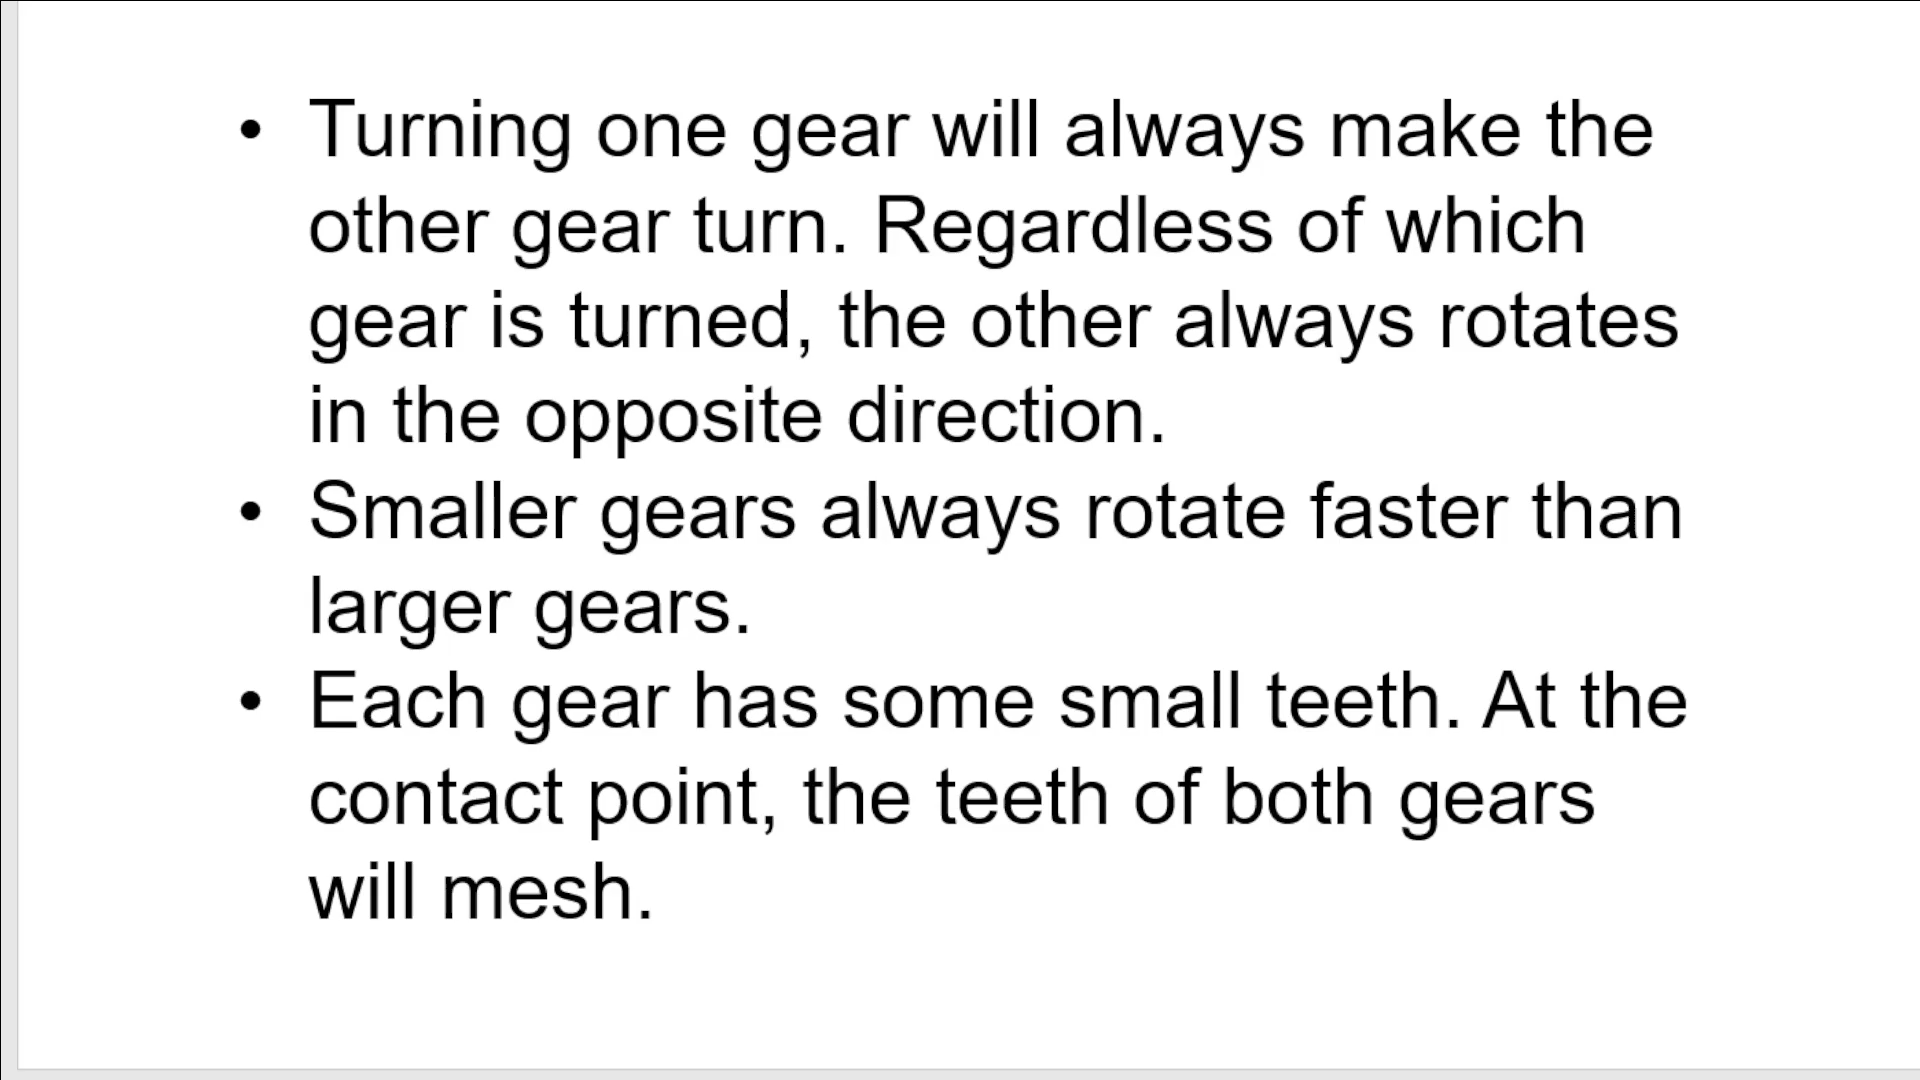 • Turning one gear will always make the
other gear turn. Regardless of which
gear is turned, the other always rotates
in the opposite direction.
• Smaller gears always rotate faster than
larger gears.
• Each gear has some small teeth. At the
contact point, the teeth of both gears
will mesh.